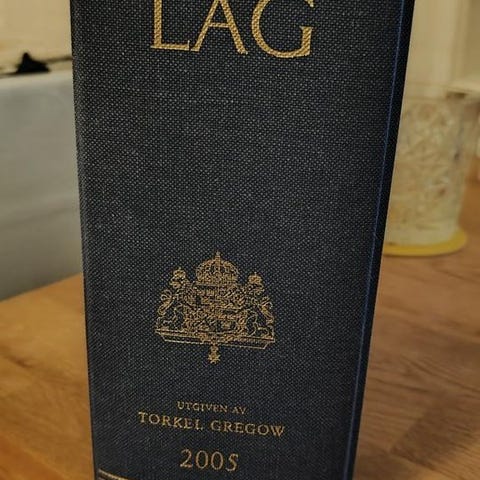 LAG
UTGIVEN AV
TORKEL GREGOW
2005